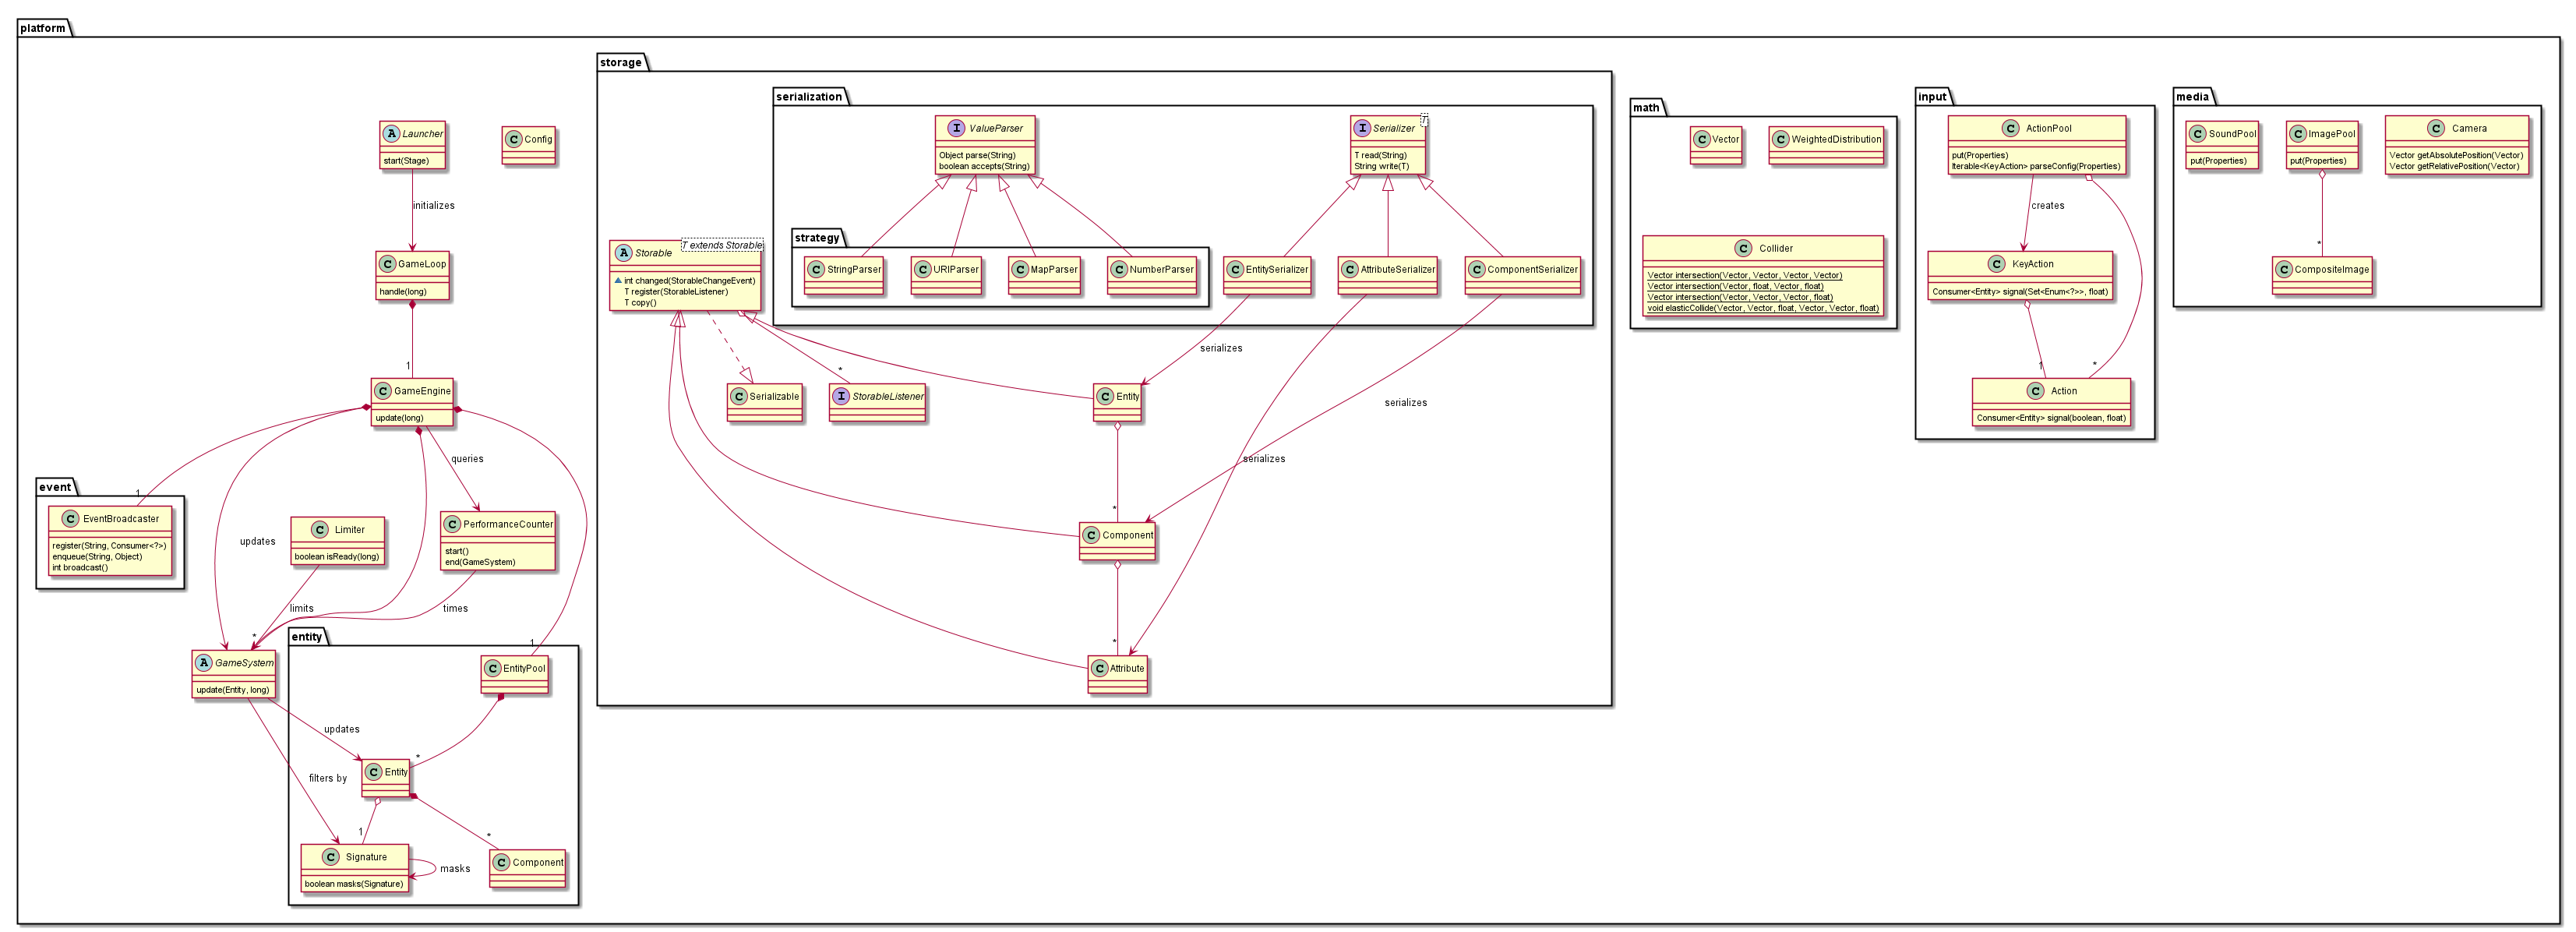 platform
A Launcher
start(Stage)
C Config
initializes
C GameLoop
handle(long)
1
C GameEngine
update(long)
queries
event
1
C EventBroadcaster
register(String, Consumer<?>)
enqueue(String, Object)
int broadcast()
updates
C Limiter
boolean isReady(long)
C PerformanceCounter
start()
end(GameSystem)
limits
times
*
A GameSystem
update(Entity, long)
entity
1
C EntityPool
updates
filters by
*
C Entity
1
*
C Signature
boolean masks(Signature)
masks
C Component
storage
serialization
I ValueParser
Object parse(String)
boolean accepts(String)
I Serializer
T
T read(String)
String write(T)
strategy
C StringParser
C URIParser
C MapParser
C NumberParser
C EntitySerializer
C AttributeSerializer
C ComponentSerializer
A Storable
T extends Storable
int changed(StorableChangeEvent)
T register(StorableListener)
T copy()
serializes
*
C Serializable
I StorableListener
C Entity
serializes
serializes
*
C Component
*
C Attribute
math
C Vector
C WeightedDistribution
C Collider
Vector intersection(Vector, Vector, Vector, Vector)
Vector intersection(Vector, float, Vector, float)
Vector intersection(Vector, Vector, Vector, float)
void elasticCollide(Vector, Vector, float, Vector, Vector, float)
input
C ActionPool
put(Properties)
Iterable<KeyAction> parseConfig(Properties)
creates
C KeyAction
Consumer<Entity> signal(Set<Enum<?>>, float)
1
*
C Action
Consumer<Entity> signal(boolean, float)
media
C SoundPool
put(Properties)
C ImagePool
put(Properties)
C Camera
Vector getAbsolutePosition(Vector)
Vector getRelativePosition(Vector)
*
C CompositeImage